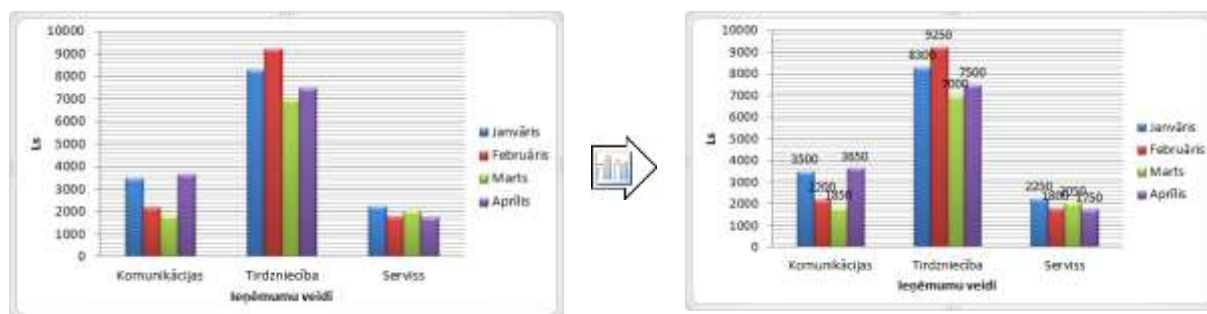 10000
9000
8000
7000
6000
5000
4000
3000
2000
1000
0
Ls
Komunikācijas
Tirdzniecība
Serviss
Ieņēmumu veidi
Janvāris
Februāris
Marts
Aprīlis
10000
9000
8000
7000
6000
5000
4000
3000
2000
1000
0
Ls
3500
2200
1850
3650
8300
9250
7000
7500
2250
1800
2050
1750
Komunikācijas
Tirdzniecība
Serviss
Ieņēmumu veidi
Janvāris
Februāris
Marts
Aprīlis